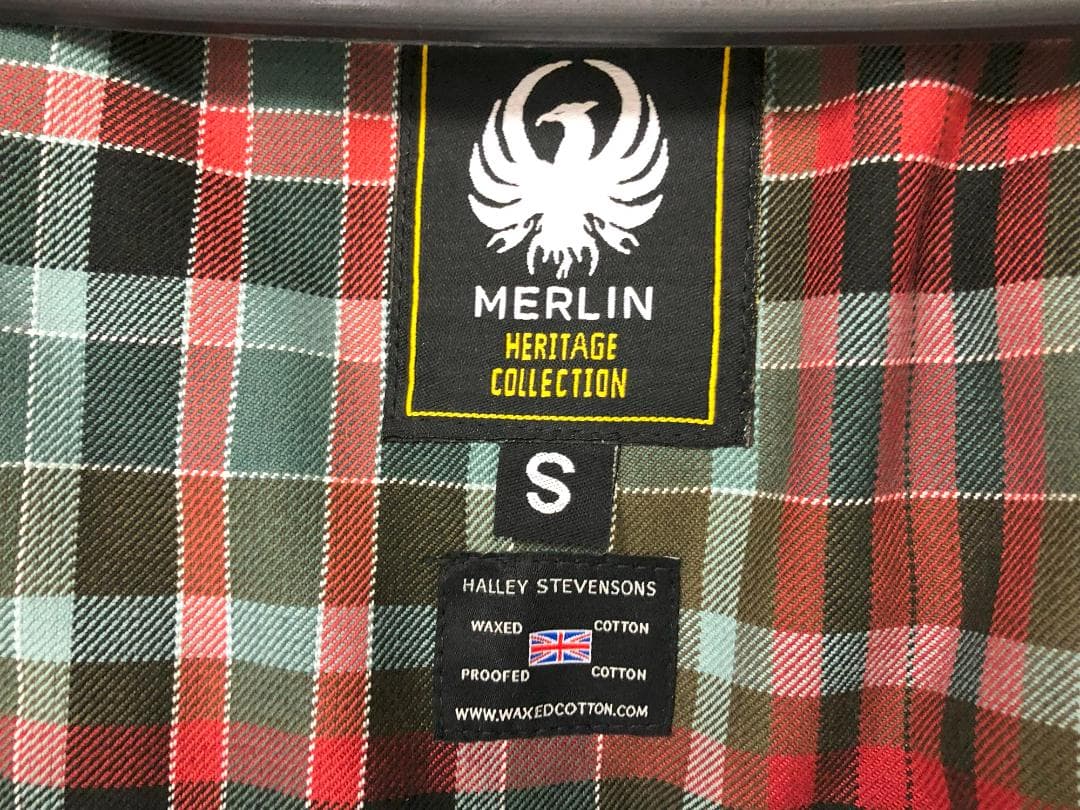 MERLIN
HERITAGE
COLLECTION
S
HALLEY STEVENSONS
WAXED COTTON
PROOFED COTTON
WWW.WAXEDCOTTON.COM